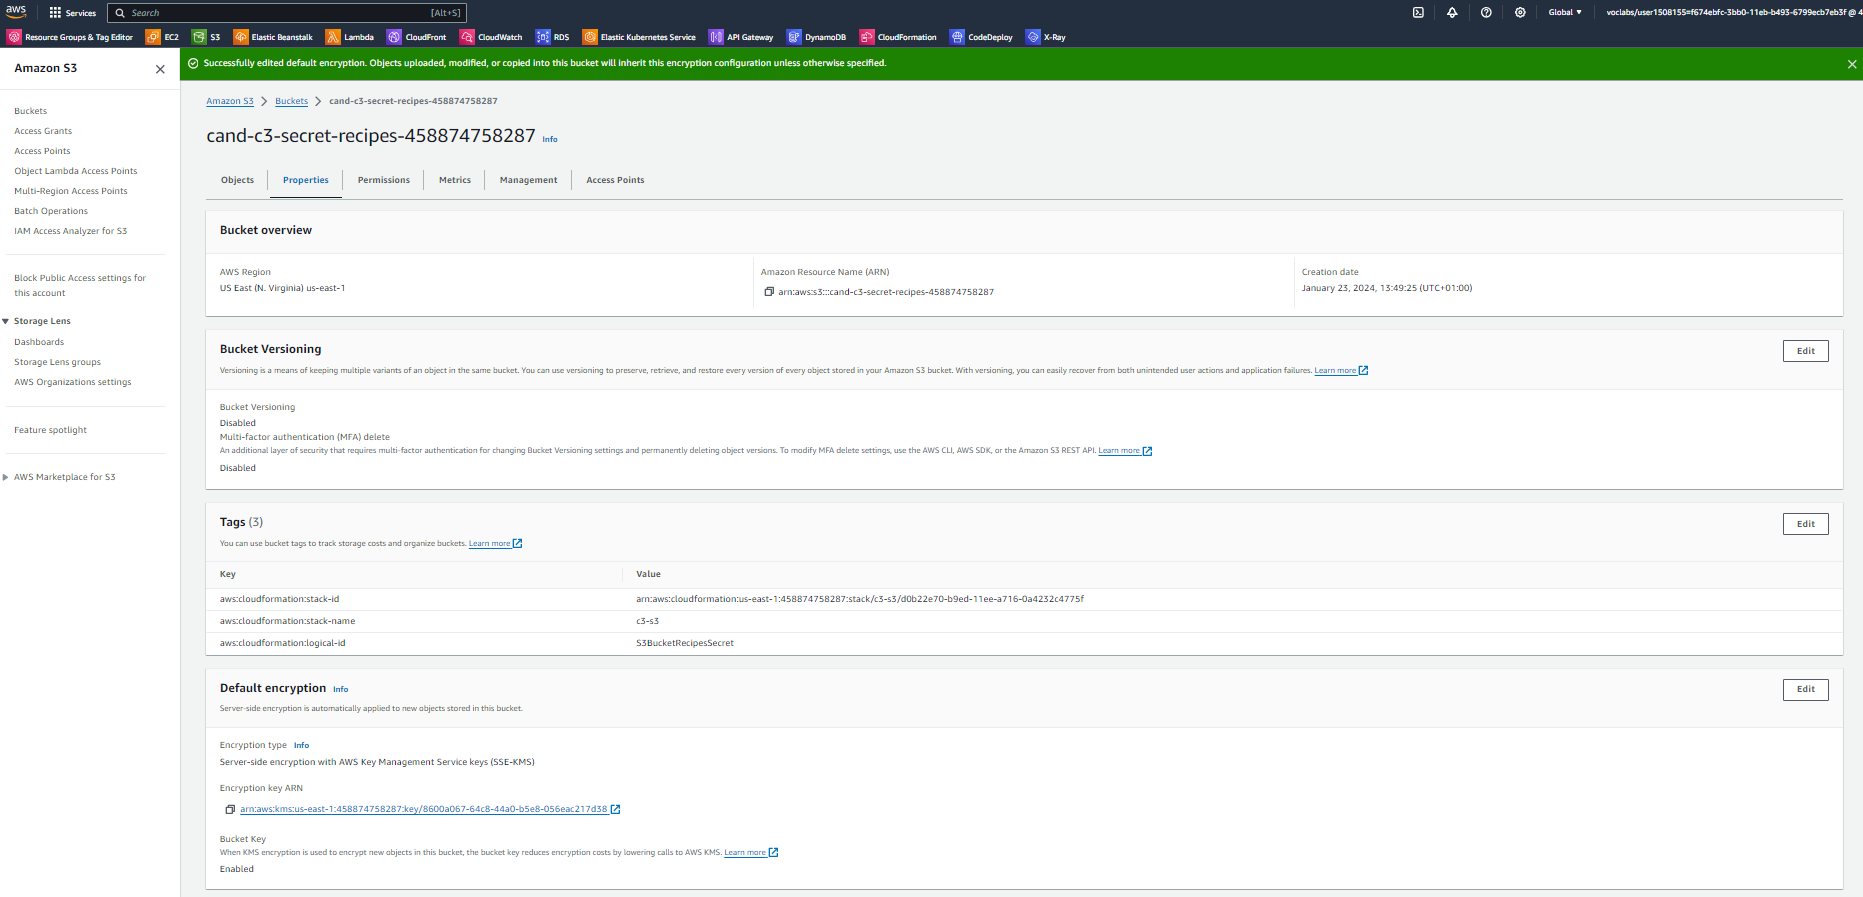 aws Services Search [Alt+S] Global voclabs/user1508155=f674ebfc-3bb0-11eb-b493-6799ecb7eb3f @ 4
Resource Groups & Tag Editor EC2 S3 Elastic Beanstalk Lambda CloudFront CloudWatch RDS Elastic Kubernetes Service API Gateway DynamoDB CloudFormation CodeDeploy X-Ray
Amazon S3
Buckets
Access Grants
Access Points
Object Lambda Access Points
Multi-Region Access Points
Batch Operations
IAM Access Analyzer for S3
Block Public Access settings for
this account
Storage Lens
Dashboards
Storage Lens groups
AWS Organizations settings
Feature spotlight
AWS Marketplace for S3
Successfully edited default encryption. Objects uploaded, modified, or copied into this bucket will inherit this encryption configuration unless otherwise specified.
Amazon S3 Buckets cand-c3-secret-recipes-458874758287
cand-c3-secret-recipes-458874758287 Info
Objects Properties Permissions Metrics Management Access Points
Bucket overview
AWS Region
US East (N. Virginia) us-east-1
Amazon Resource Name (ARN)
arn:aws:s3:::cand-c3-secret-recipes-458874758287
Creation date
January 23, 2024, 13:49:25 (UTC+01:00)
Bucket Versioning
Edit
Versioning is a means of keeping multiple variants of an object in the same bucket. You can use versioning to preserve, retrieve, and restore every version of every object stored in your Amazon S3 bucket. With versioning, you can easily recover from both unintended user actions and application failures. Learn more
Bucket Versioning
Disabled
Multi-factor authentication (MFA) delete
An additional layer of security that requires multi-factor authentication for changing Bucket Versioning settings and permanently deleting object versions. To modify MFA delete settings, use the AWS CLI, AWS SDK, or the Amazon S3 REST API. Learn more
Disabled
Tags (3)
Edit
You can use bucket tags to track storage costs and organize buckets. Learn more
Key Value
aws:cloudformation:stack-id arn:aws:cloudformation:us-east-1:458874758287:stack/c3-s3/d0b22e70-b9ed-11ee-a716-0a4232c4775f
aws:cloudformation:stack-name c3-s3
aws:cloudformation:logical-id S3BucketRecipesSecret
Default encryption Info
Edit
Server-side encryption is automatically applied to new objects stored in this bucket.
Encryption type Info
Server-side encryption with AWS Key Management Service keys (SSE-KMS)
Encryption key ARN
arn:aws:kms:us-east-1:458874758287:key/8600a067-64c8-44a0-b5e8-056eac217d38
Bucket Key
When KMS encryption is used to encrypt new objects in this bucket, the bucket key reduces encryption costs by lowering calls to AWS KMS. Learn more
Enabled